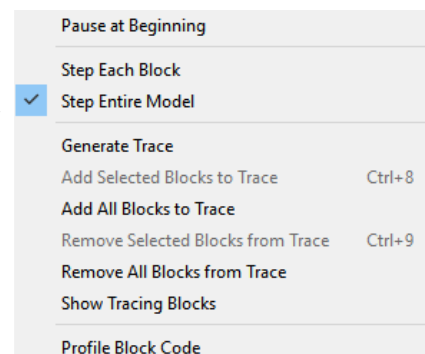 Pause at Beginning
Step Each Block
Step Entire Model
Generate Trace
Add Selected Blocks to Trace Ctrl+8
Add All Blocks to Trace
Remove Selected Blocks from Trace Ctrl+9
Remove All Blocks from Trace
Show Tracing Blocks
Profile Block Code